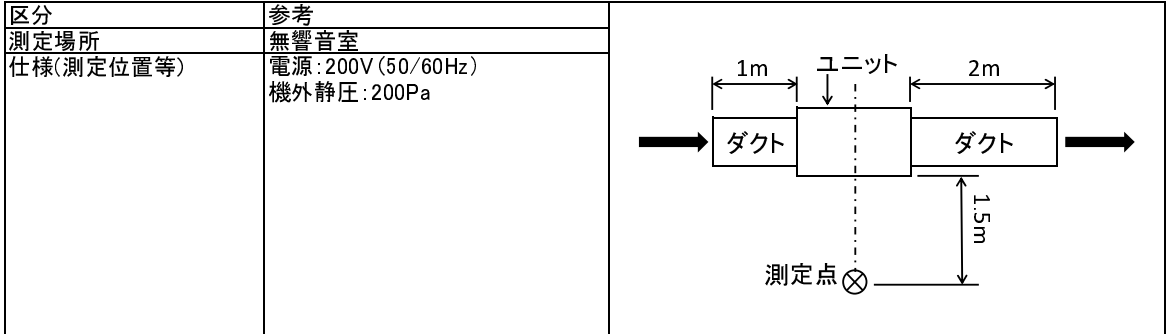 区分 参考
測定場所 無響音室
仕様(測定位置等) 電源:200V(50/60Hz)
機外静圧:200Pa
1m ユニット 2m
ダクト ダクト
1.5m
測定点